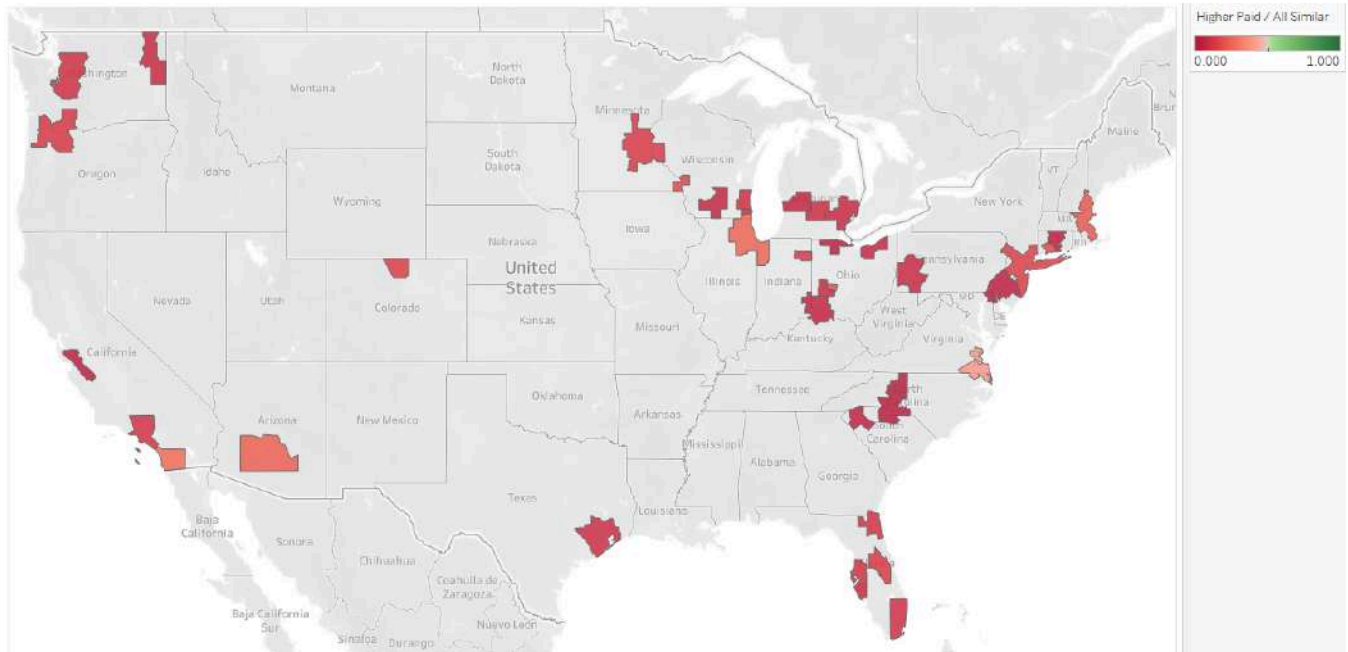 Higher Paid / All Similar
0.000
1.000
North
Dakota
Montana
Minnesota
Maine
South
Dakota
Wisconsin
VT
Oregon
Idaho
Wyoming
New York
MA
RI
Iowa
Nebraska
United
States
Illinois
Indiana
Ohio
Nevada
Utah
Colorado
Kansas
Missouri
West
Virginia
Virginia
DE
Kentucky
California
Oklahoma
Tennessee
Arizona
New Mexico
Arkansas
South
Carolina
Mississippi
Alabama
Georgia
Texas
Louisiana
Baja
California
Sonora
Chihuahua
Coahuila de
Zaragoza
Baja California
Sur
Sinaloa
Durango
Nuevo León